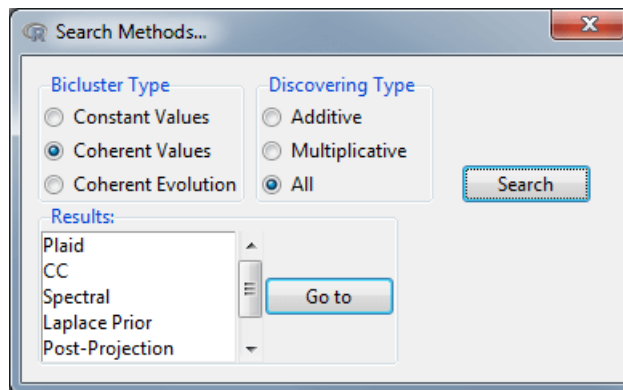 Search Methods...
Bicluster Type
Constant Values
Coherent Values
Coherent Evolution
Discovering Type
Additive
Multiplicative
All
Search
Results:
Plaid
CC
Spectral
Laplace Prior
Post-Projection
Go to